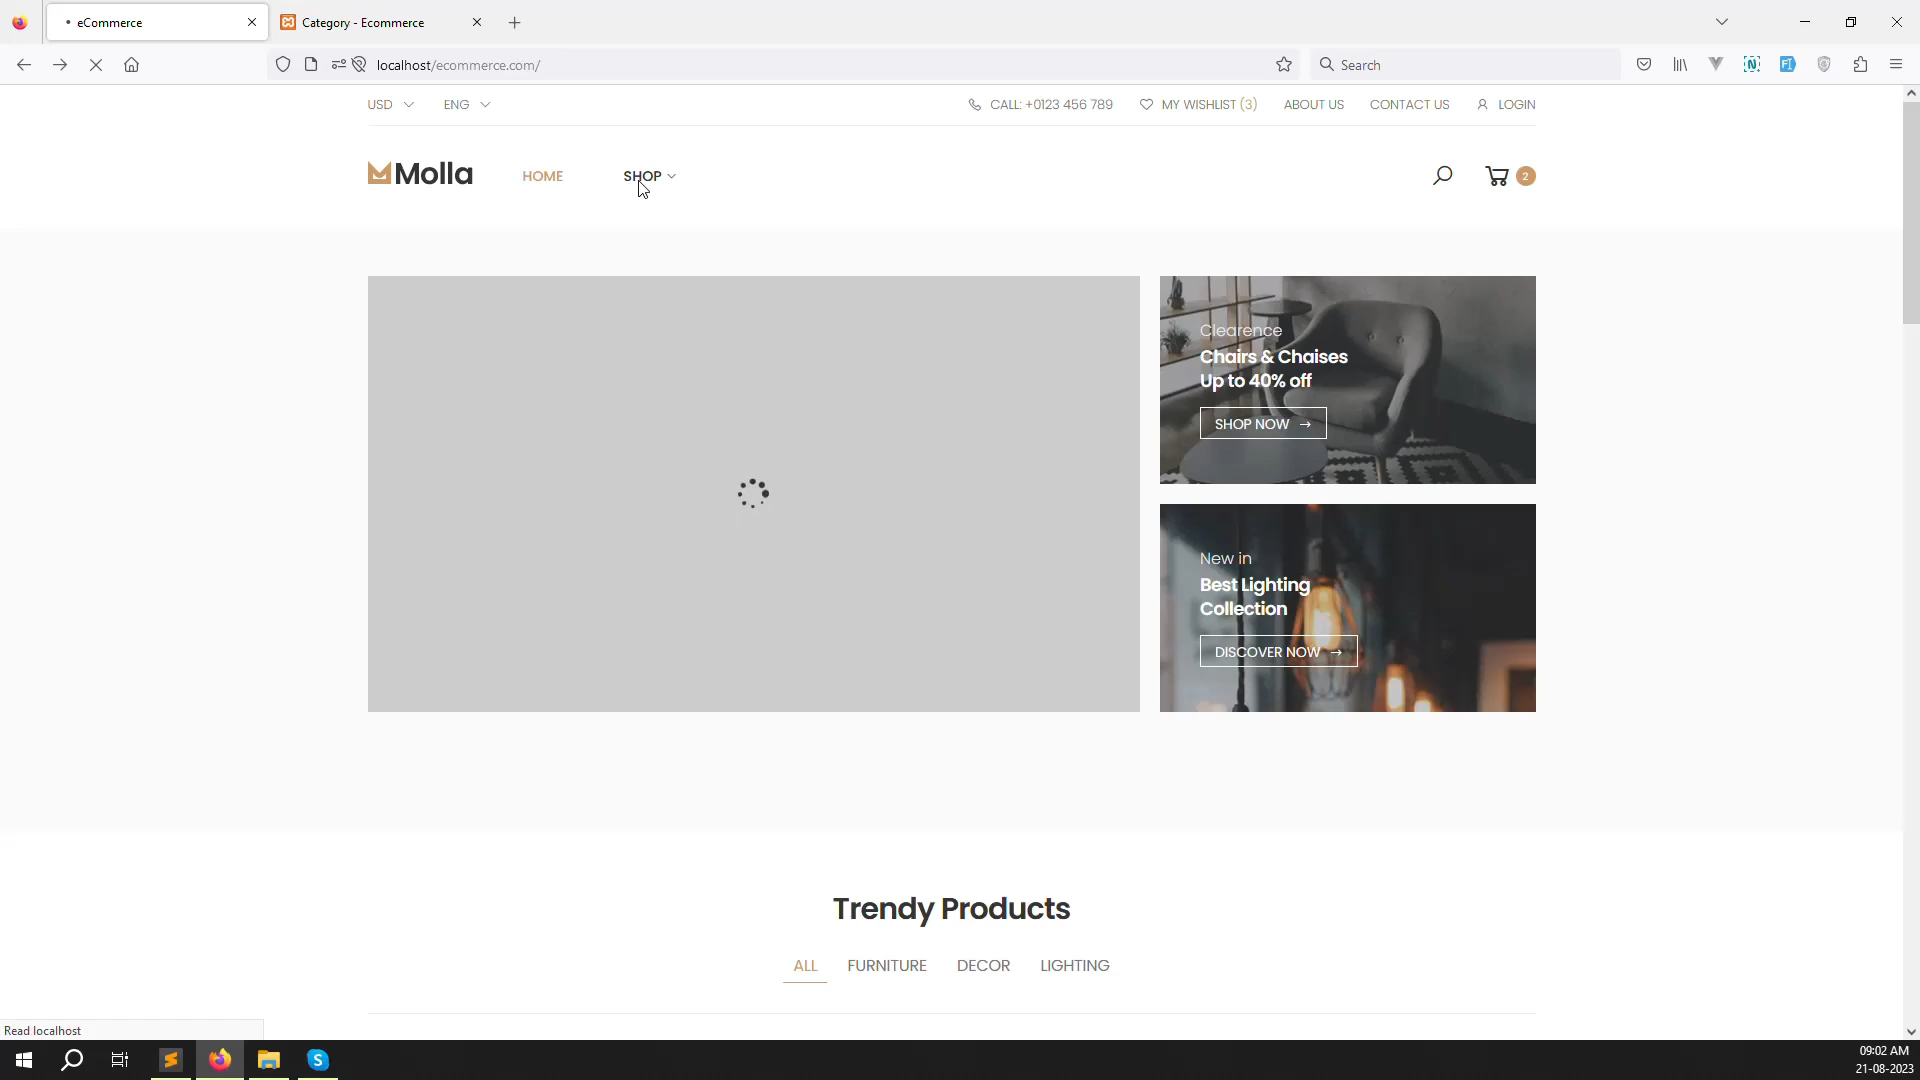 eCommerce
Category - Ecommerce
localhost/ecommerce.com/
Search
USD
ENG
CALL: +0123 456 789
MY WISHLIST (3)
ABOUT US
CONTACT US
LOGIN
Molla
HOME
SHOP
2
Clearence
Chairs & Chaises
Up to 40% off
SHOP NOW →
New in
Best Lighting
Collection
DISCOVER NOW →
Trendy Products
ALL
FURNITURE
DECOR
LIGHTING
Read localhost
09:02 AM
21-08-2023